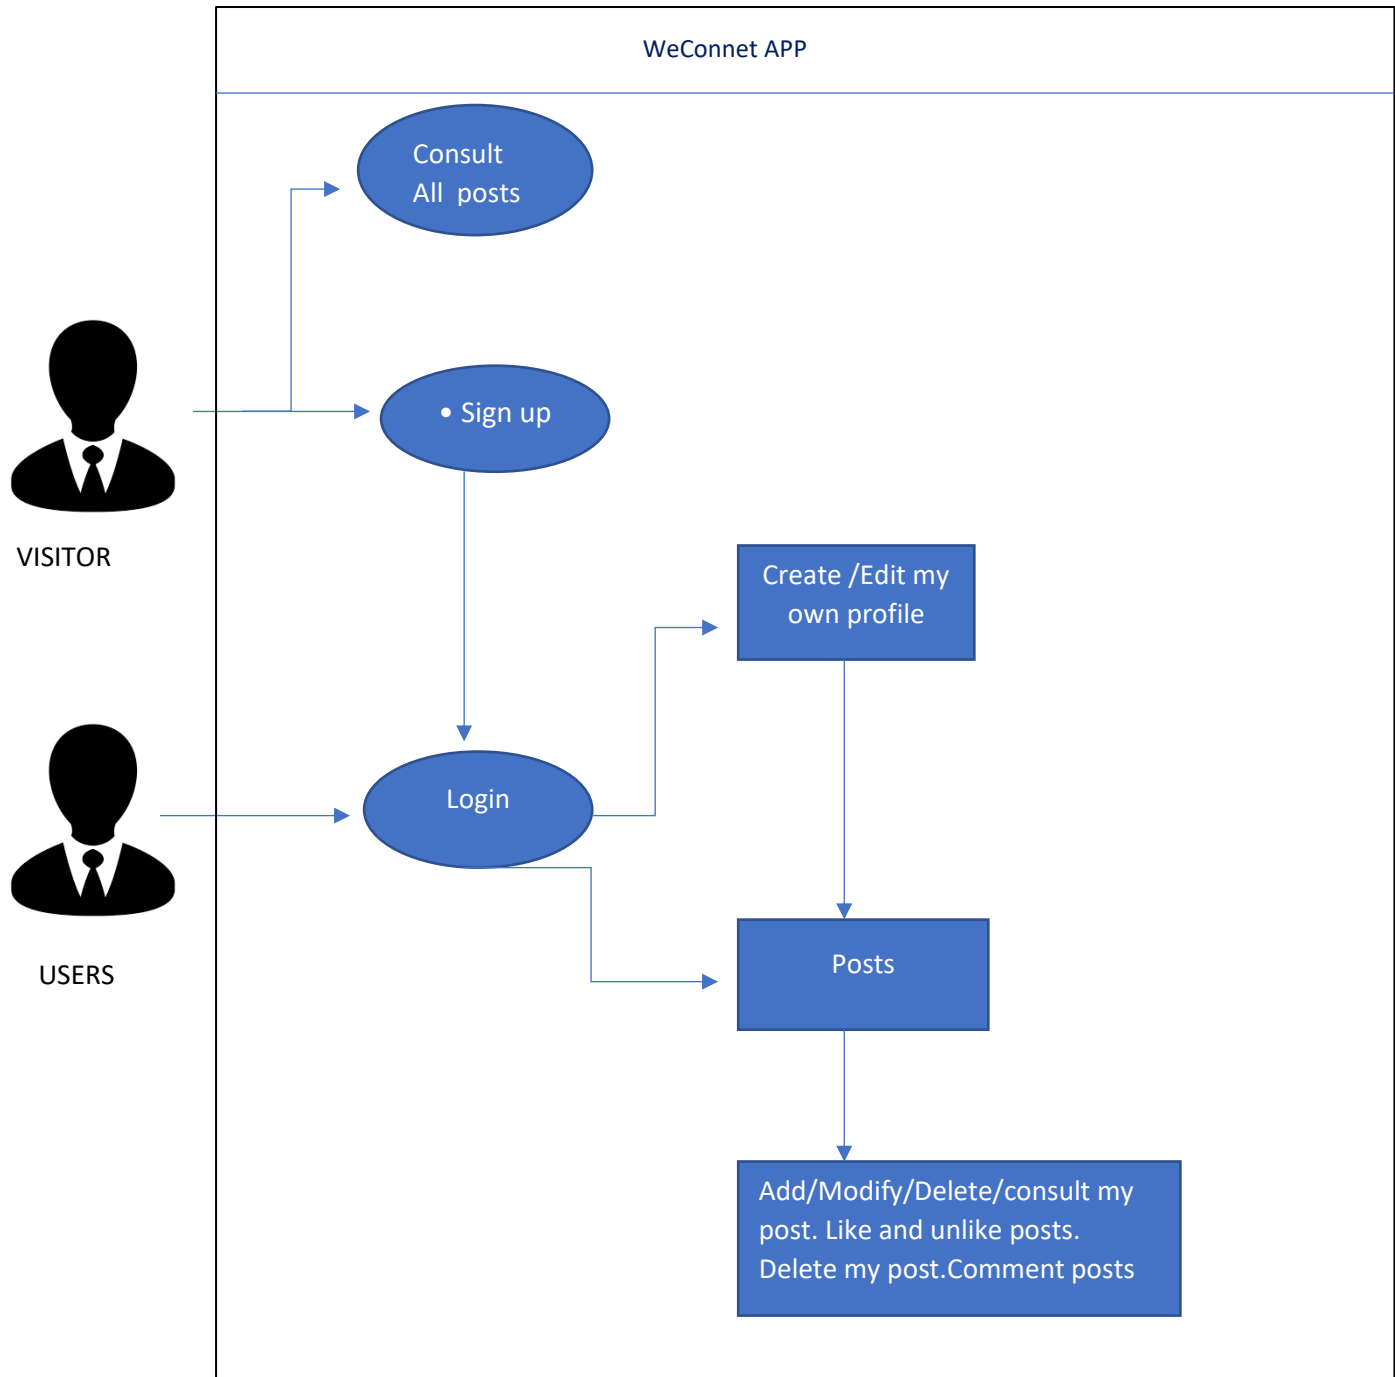 WeConnet APP
Consult
All  posts
• Sign up
VISITOR
Create /Edit my
own profile
Login
Posts
USERS
Add/Modify/Delete/consult my
post. Like and unlike posts.
Delete my post.Comment posts